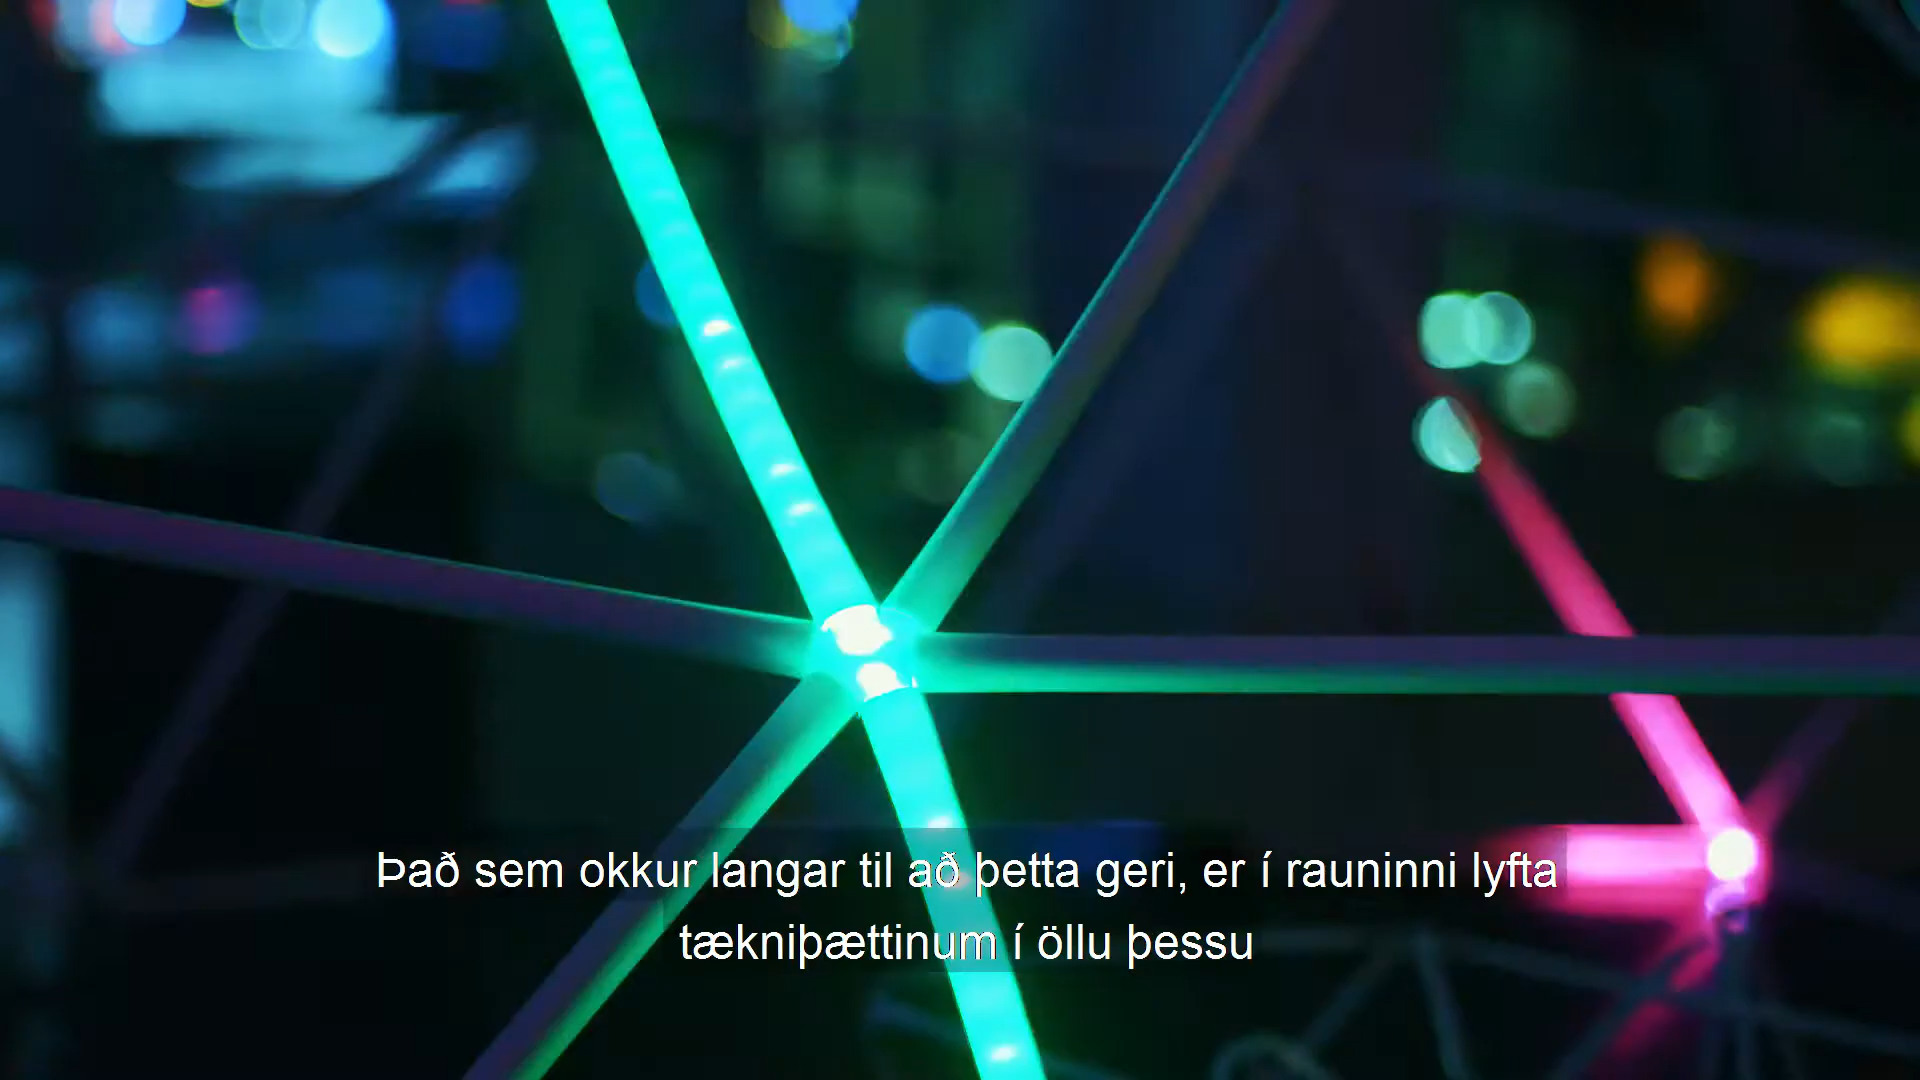 Það sem okkur langar til að þetta geri, er í rauninni lyfta
tækniþættinum í öllu þessu